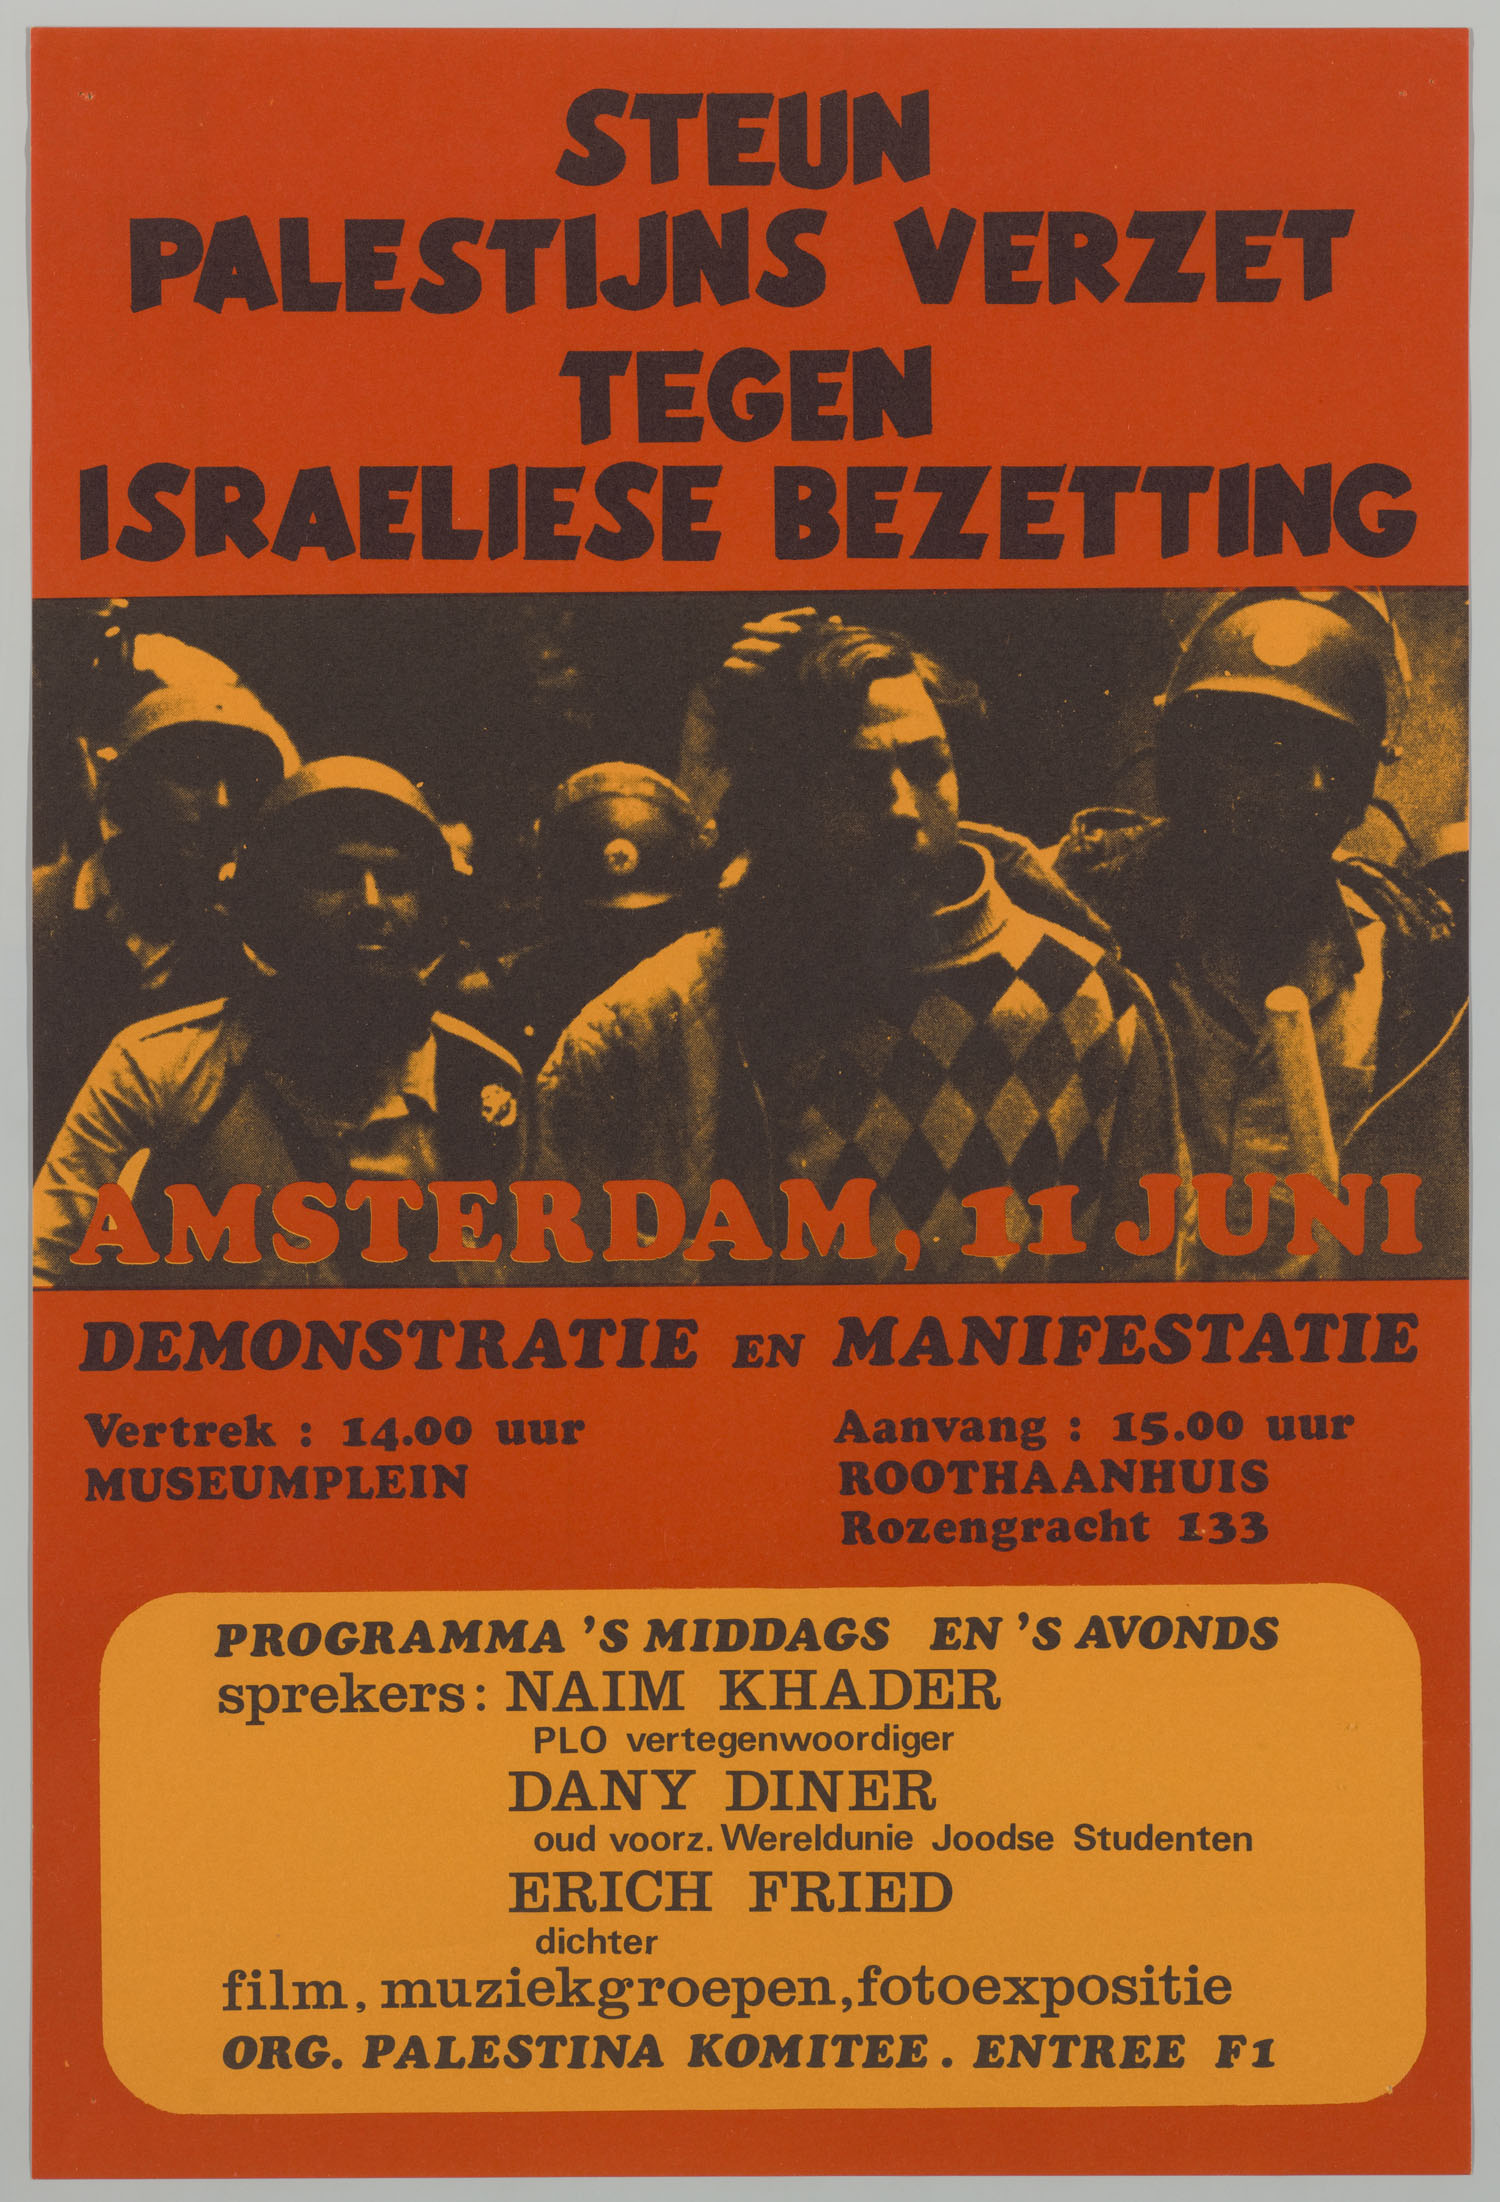 STEUN
PALESTIJNS VERZET
TEGEN
ISRAELIESE BEZETTING
AMSTERDAM, 11 JUNI
DEMONSTRATIE EN MANIFESTATIE
Vertrek : 14.00 uur
MUSEUMPLEIN
Aanvang : 15.00 uur
ROOTHAANHUIS
Rozengracht 133
PROGRAMMA 'S MIDDAGS EN 'S AVONDS
sprekers: NAIM KHADER
PLO vertegenwoordiger
DANY DINER
oud voorz. Wereldunie Joodse Studenten
ERICH FRIED
dichter
film, muziekgroepen, fotoexpositie
ORG. PALESTINA KOMITEE. ENTREE F1